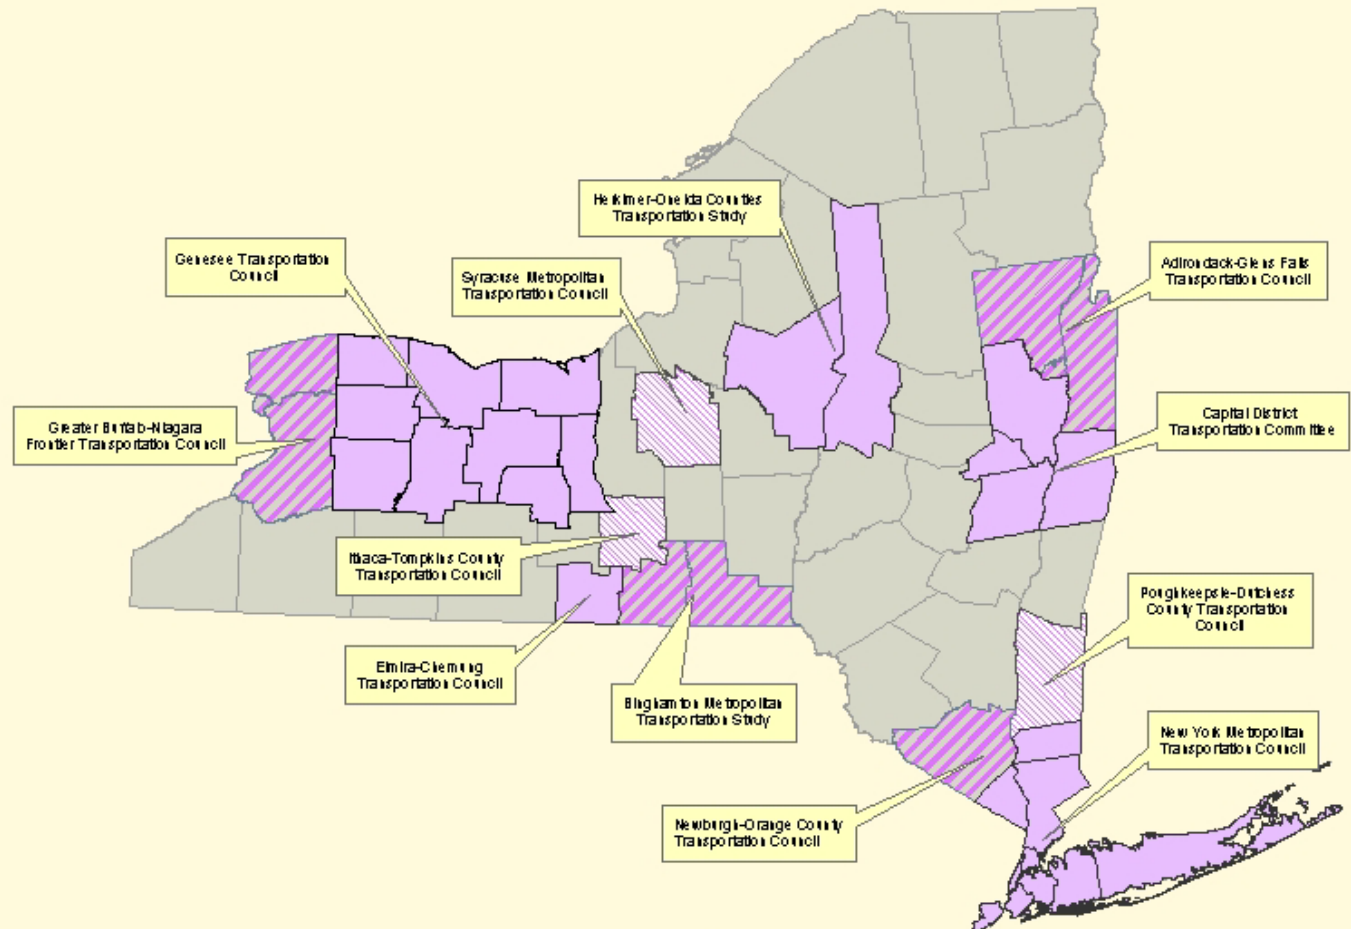 Herkimer-Oneida Counties
Transportation Study
Genesee Transportation
Council
Syracuse Metropolitan
Transportation Council
Adirondack-Glens Falls
Transportation Council
Greater Buffalo-Niagara
Frontier Transportation Council
Capital District
Transportation Committee
Ithaca-Tompkins County
Transportation Council
Poughkeepsie-Dutchess
County Transportation
Council
Elmira-Chemung
Transportation Council
Binghamton Metropolitan
Transportation Study
New York Metropolitan
Transportation Council
Newburgh-Orange County
Transportation Council